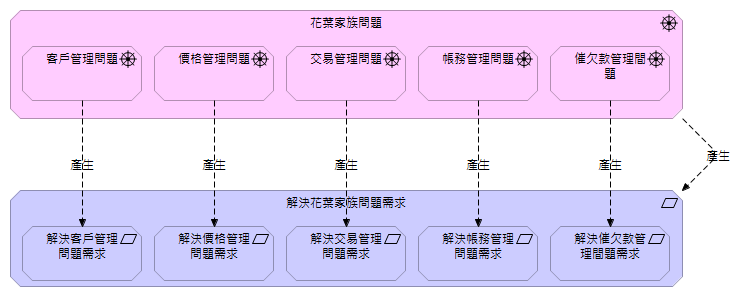 花葉家族問題
客戶管理問題
價格管理問題
交易管理問題
帳務管理問題
催欠款管理間
題
產生
產生
產生
產生
產生
產生
解決花葉家族問題需求
解決客戶管理
問題需求
解決價格管理
問題需求
解決交易管理
問題需求
解決帳務管理
問題需求
解決催欠款管
理間題需求